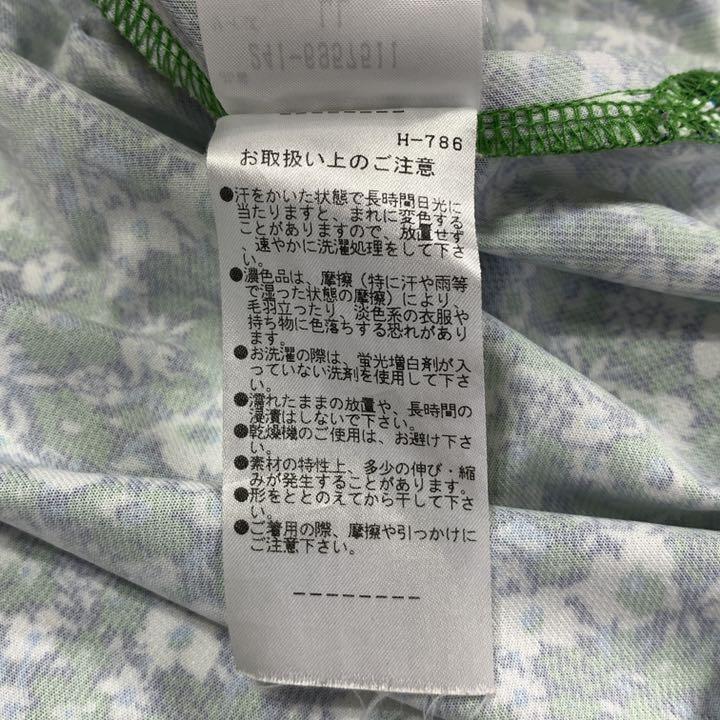 サイズ LL
品番 241-6957511
H-786
お取扱い上のご注意
●汗をかいた状態で長時間日光に
当たりますと、まれに変色する
ことがありますので、放置せず
、速やかに洗濯処理をして下さ
い。
●濃色品は、摩擦（特に汗や雨等
で湿った状態の摩擦）により、
毛羽立ったり、淡色系の衣服や
持ち物に色落ちする恐れがあり
ます。
●お洗濯の際は、蛍光増白剤が入
っていない洗剤を使用して下さ
い。
●濡れたままの放置や、長時間の
浸漬はしないで下さい。
●乾燥機のご使用は、お避け下さ
い。
●素材の特性上、多少の伸び・縮
みが発生することがあります。
●形をととのえてから干して下さ
い。
●ご着用の際、摩擦や引っかけに
ご注意下さい。